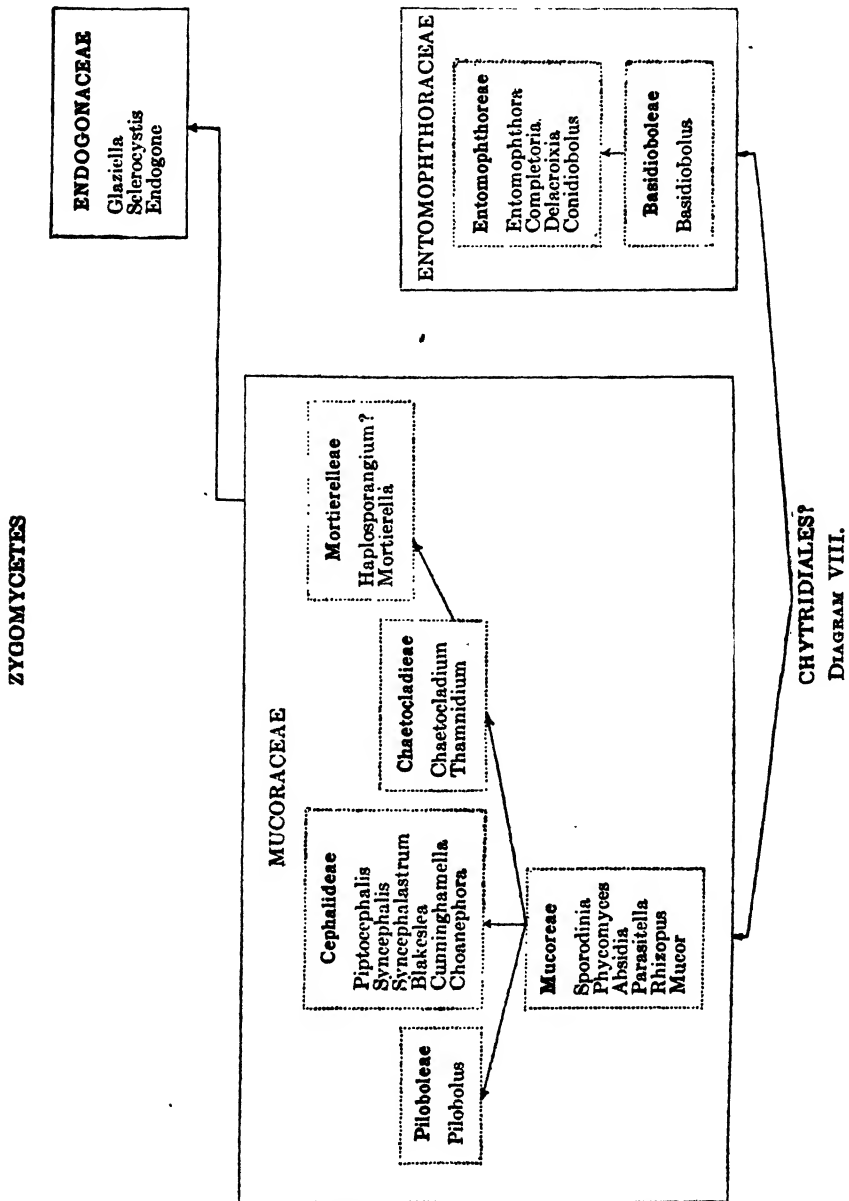 ZYGOMYCETES
ENDOGONACEAE
Glaziella
Sclerocystis
Endogone
MUCORACEAE
Mortierelleae
Haplosporangium?
Mortierella
Chaetocladieae
Chaetocladium
Thamnidium
Cephalideae
Piptocephalis
Syncephalis
Syncephalastrum
Blakeslea
Cunninghamella
Choanephora
Piloboleae
Pilobolus
Mucoreae
Sporodinia
Phycomyces
Absidia
Parasitella
Rhizopus
Mucor
ENTOMOPHTHORACEAE
Entomophthoreae
Entomophthora
Completoria.
Delacroixia
Conidiobolus
Basidioboleae
Basidiobolus
CHYTRIDIALES?
DIAGRAM VIII.